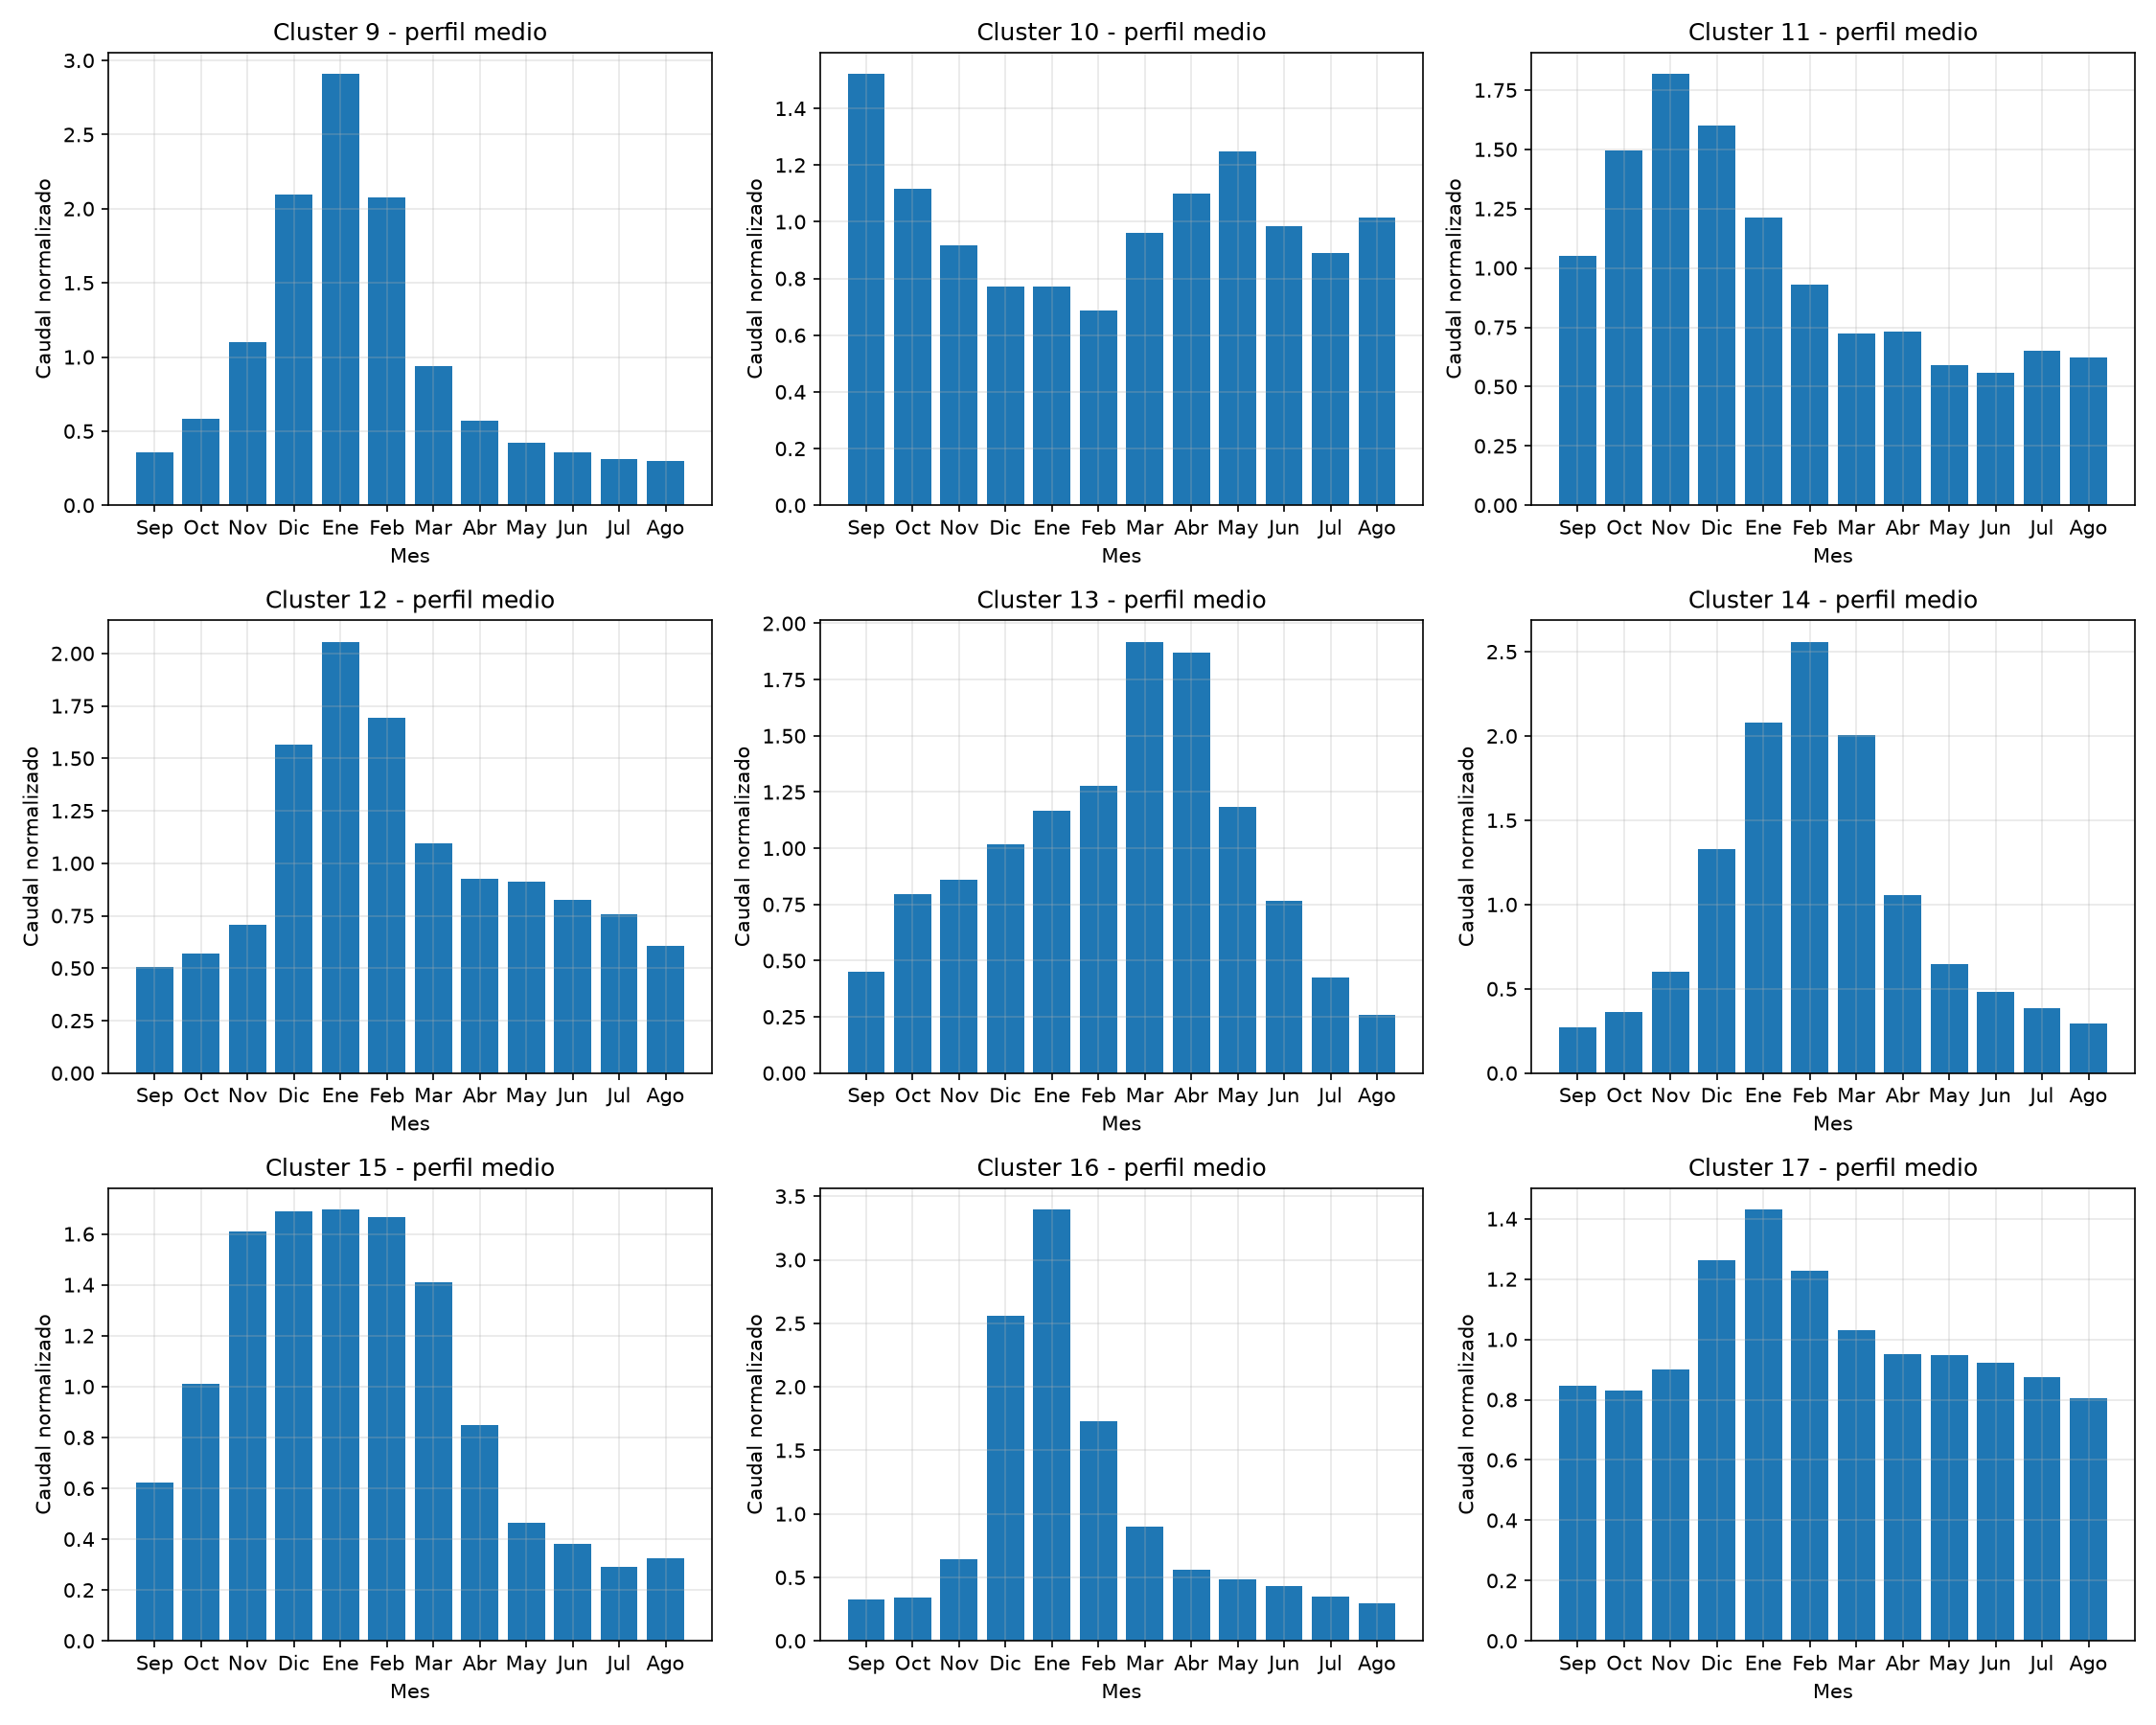 Cluster 9 - perfil medio
Caudal normalizado
3.0
2.5
2.0
1.5
1.0
0.5
0.0
Sep Oct Nov Dic Ene Feb Mar Abr May Jun Jul Ago
Mes
Cluster 10 - perfil medio
Caudal normalizado
1.4
1.2
1.0
0.8
0.6
0.4
0.2
0.0
Sep Oct Nov Dic Ene Feb Mar Abr May Jun Jul Ago
Mes
Cluster 11 - perfil medio
Caudal normalizado
1.75
1.50
1.25
1.00
0.75
0.50
0.25
0.00
Sep Oct Nov Dic Ene Feb Mar Abr May Jun Jul Ago
Mes
Cluster 12 - perfil medio
Caudal normalizado
2.00
1.75
1.50
1.25
1.00
0.75
0.50
0.25
0.00
Sep Oct Nov Dic Ene Feb Mar Abr May Jun Jul Ago
Mes
Cluster 13 - perfil medio
Caudal normalizado
2.00
1.75
1.50
1.25
1.00
0.75
0.50
0.25
0.00
Sep Oct Nov Dic Ene Feb Mar Abr May Jun Jul Ago
Mes
Cluster 14 - perfil medio
Caudal normalizado
2.5
2.0
1.5
1.0
0.5
0.0
Sep Oct Nov Dic Ene Feb Mar Abr May Jun Jul Ago
Mes
Cluster 15 - perfil medio
Caudal normalizado
1.6
1.4
1.2
1.0
0.8
0.6
0.4
0.2
0.0
Sep Oct Nov Dic Ene Feb Mar Abr May Jun Jul Ago
Mes
Cluster 16 - perfil medio
Caudal normalizado
3.5
3.0
2.5
2.0
1.5
1.0
0.5
0.0
Sep Oct Nov Dic Ene Feb Mar Abr May Jun Jul Ago
Mes
Cluster 17 - perfil medio
Caudal normalizado
1.4
1.2
1.0
0.8
0.6
0.4
0.2
0.0
Sep Oct Nov Dic Ene Feb Mar Abr May Jun Jul Ago
Mes